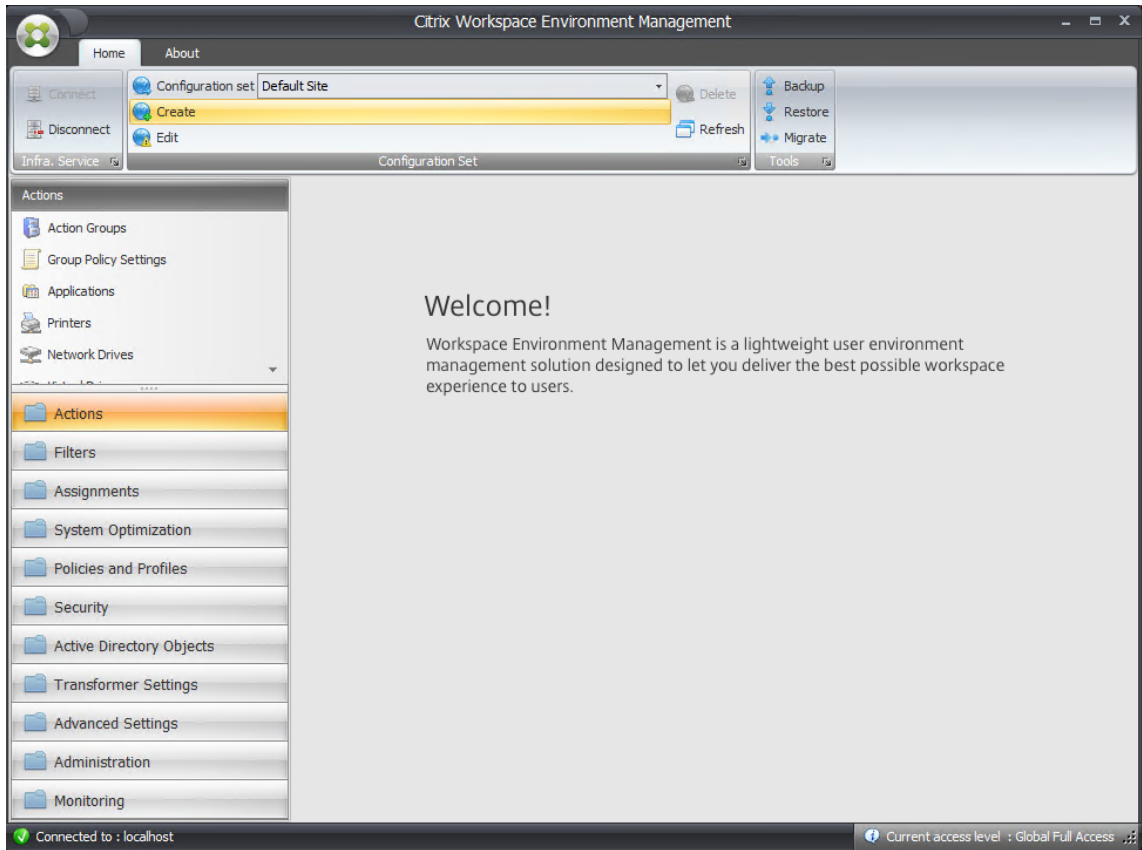 Citrix Workspace Environment Management
Home About
Connect
Disconnect
Infra. Service
Configuration set Default Site
Create
Edit
Delete
Refresh
Configuration Set
Backup
Restore
Migrate
Tools
Actions
Action Groups
Group Policy Settings
Applications
Printers
Network Drives
Actions
Filters
Assignments
System Optimization
Policies and Profiles
Security
Active Directory Objects
Transformer Settings
Advanced Settings
Administration
Monitoring
Welcome!
Workspace Environment Management is a lightweight user environment
management solution designed to let you deliver the best possible workspace
experience to users.
Connected to : localhost
Current access level : Global Full Access